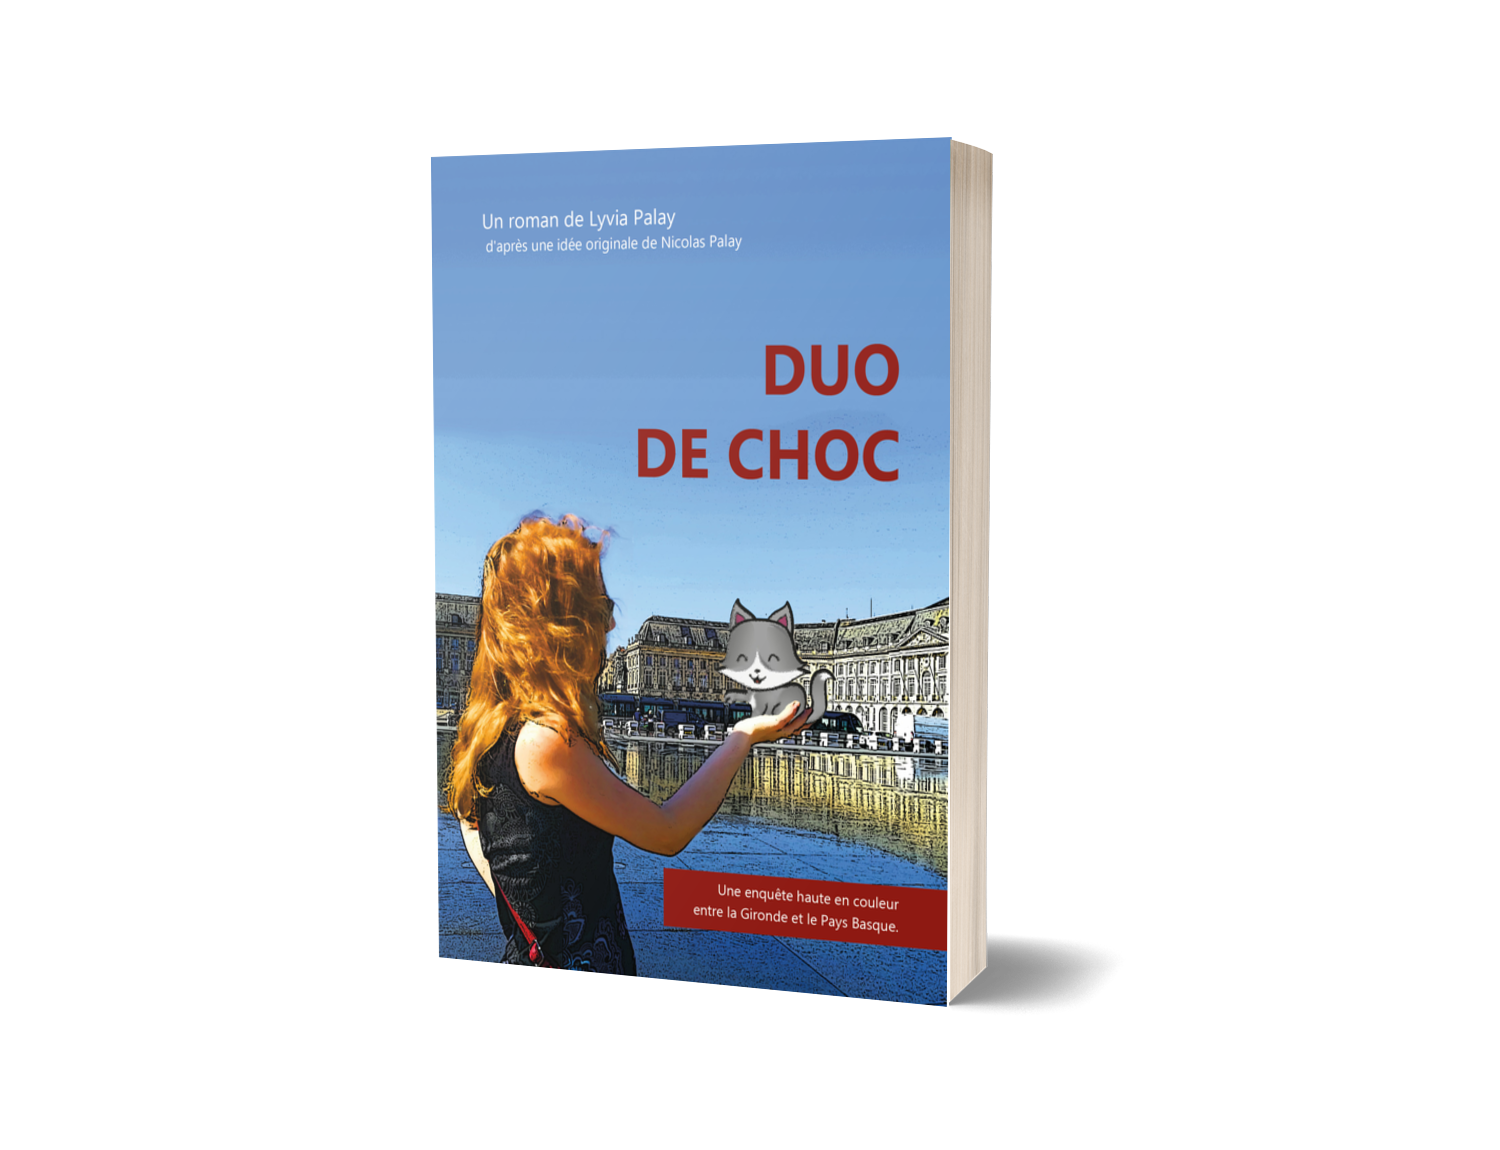 Un roman de Lyvia Palay
d'après une idée originale de Nicolas Palay
DUO
DE CHOC
Une enquête haute en couleur
entre la Gironde et le Pays Basque.